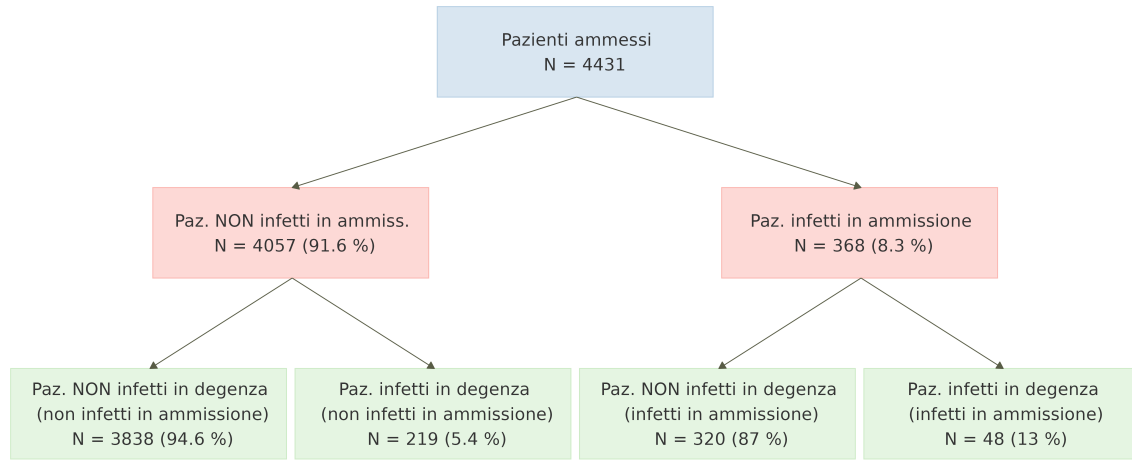 Pazienti ammessi
N = 4431
Paz. NON infetti in ammiss.
N = 4057 (91.6 %)
Paz. infetti in ammissione
N = 368 (8.3 %)
Paz. NON infetti in degenza
(non infetti in ammissione)
N = 3838 (94.6 %)
Paz. infetti in degenza
(non infetti in ammissione)
N = 219 (5.4 %)
Paz. NON infetti in degenza
(infetti in ammissione)
N = 320 (87 %)
Paz. infetti in degenza
(infetti in ammissione)
N = 48 (13 %)